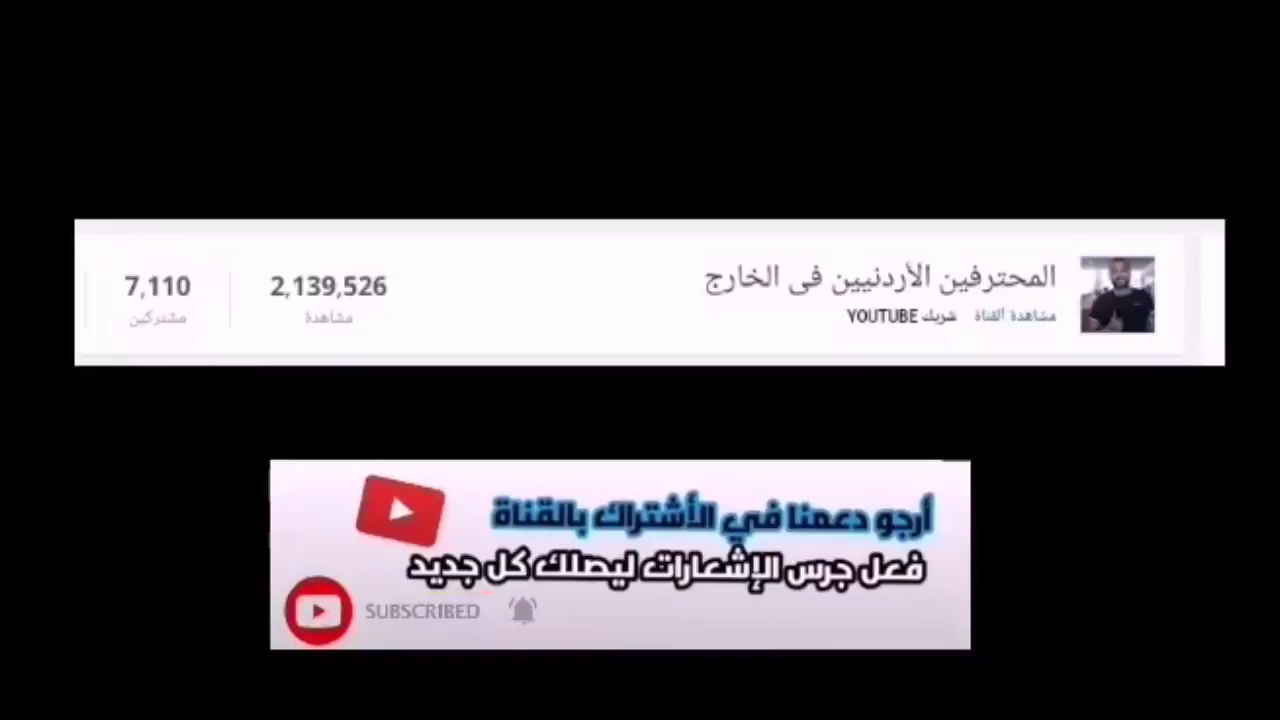 المحترفين الأردنيين فى الخارج
مشاهدة القناة شريك YOUTUBE
2,139,526
مشاهدة
7,110
مشتركين
أرجو دعمنا في الأشتراك بالقناة
فعل جرس الإشعارات ليصلك كل جديد
SUBSCRIBED